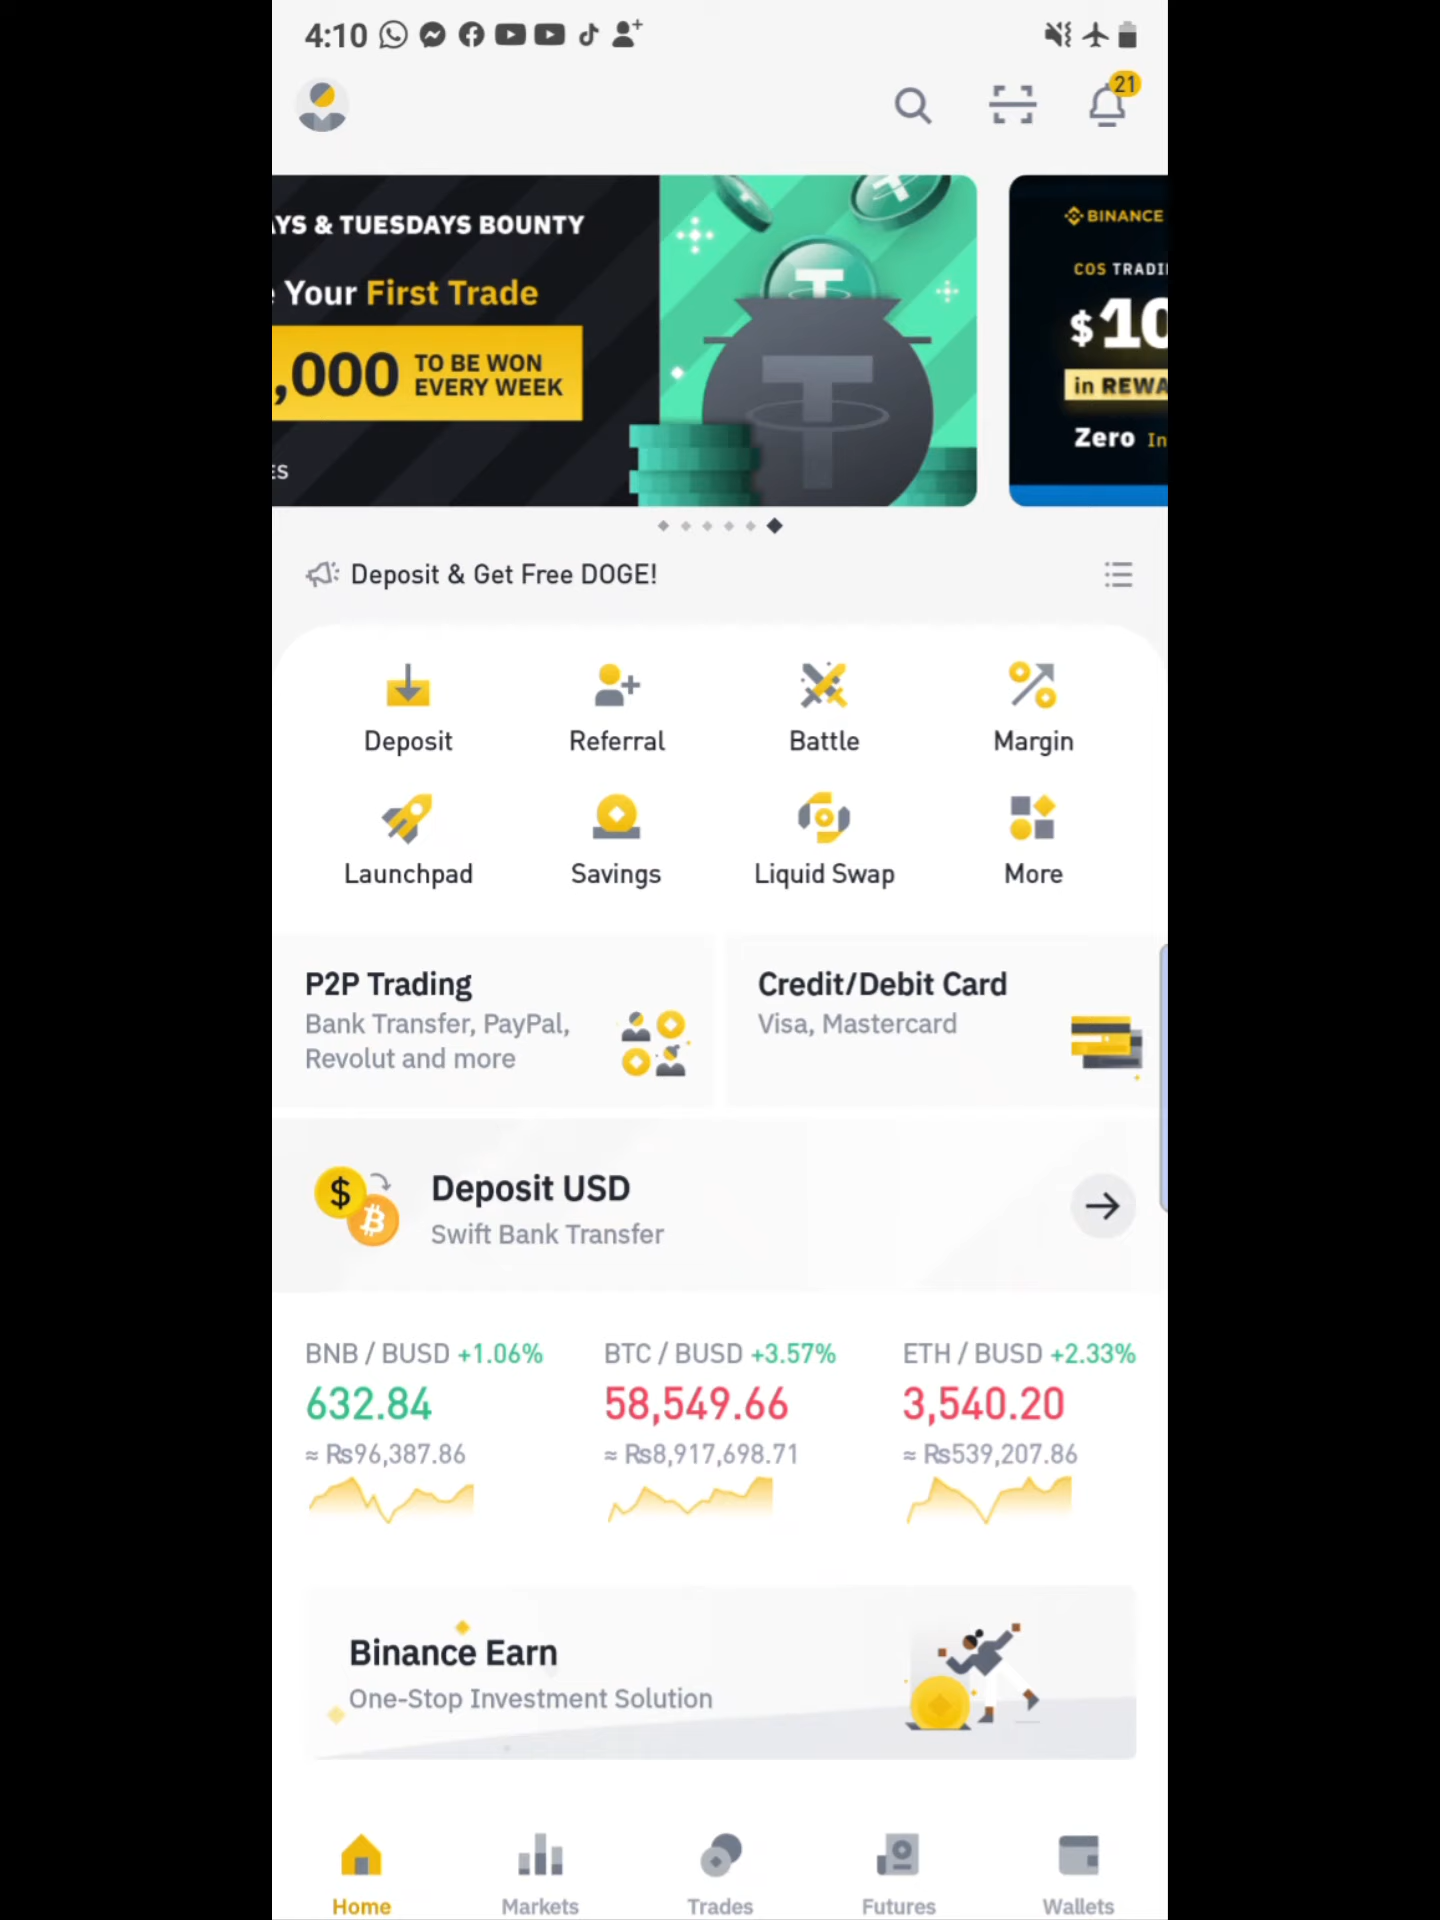 4:10
21
AYS & TUESDAYS BOUNTY
Your First Trade
,000 TO BE WON
EVERY WEEK
ES
BINANCE
COS TRADI
$10
in REWA
Zero In
Deposit & Get Free DOGE!
Deposit Referral Battle Margin
Launchpad Savings Liquid Swap More
P2P Trading
Bank Transfer, PayPal,
Revolut and more
Credit/Debit Card
Visa, Mastercard
Deposit USD
Swift Bank Transfer
BNB / BUSD +1.06%
632.84
≈ Rs96,387.86
BTC / BUSD +3.57%
58,549.66
≈ Rs8,917,698.71
ETH / BUSD +2.33%
3,540.20
≈ Rs539,207.86
Binance Earn
One-Stop Investment Solution
Home Markets Trades Futures Wallets